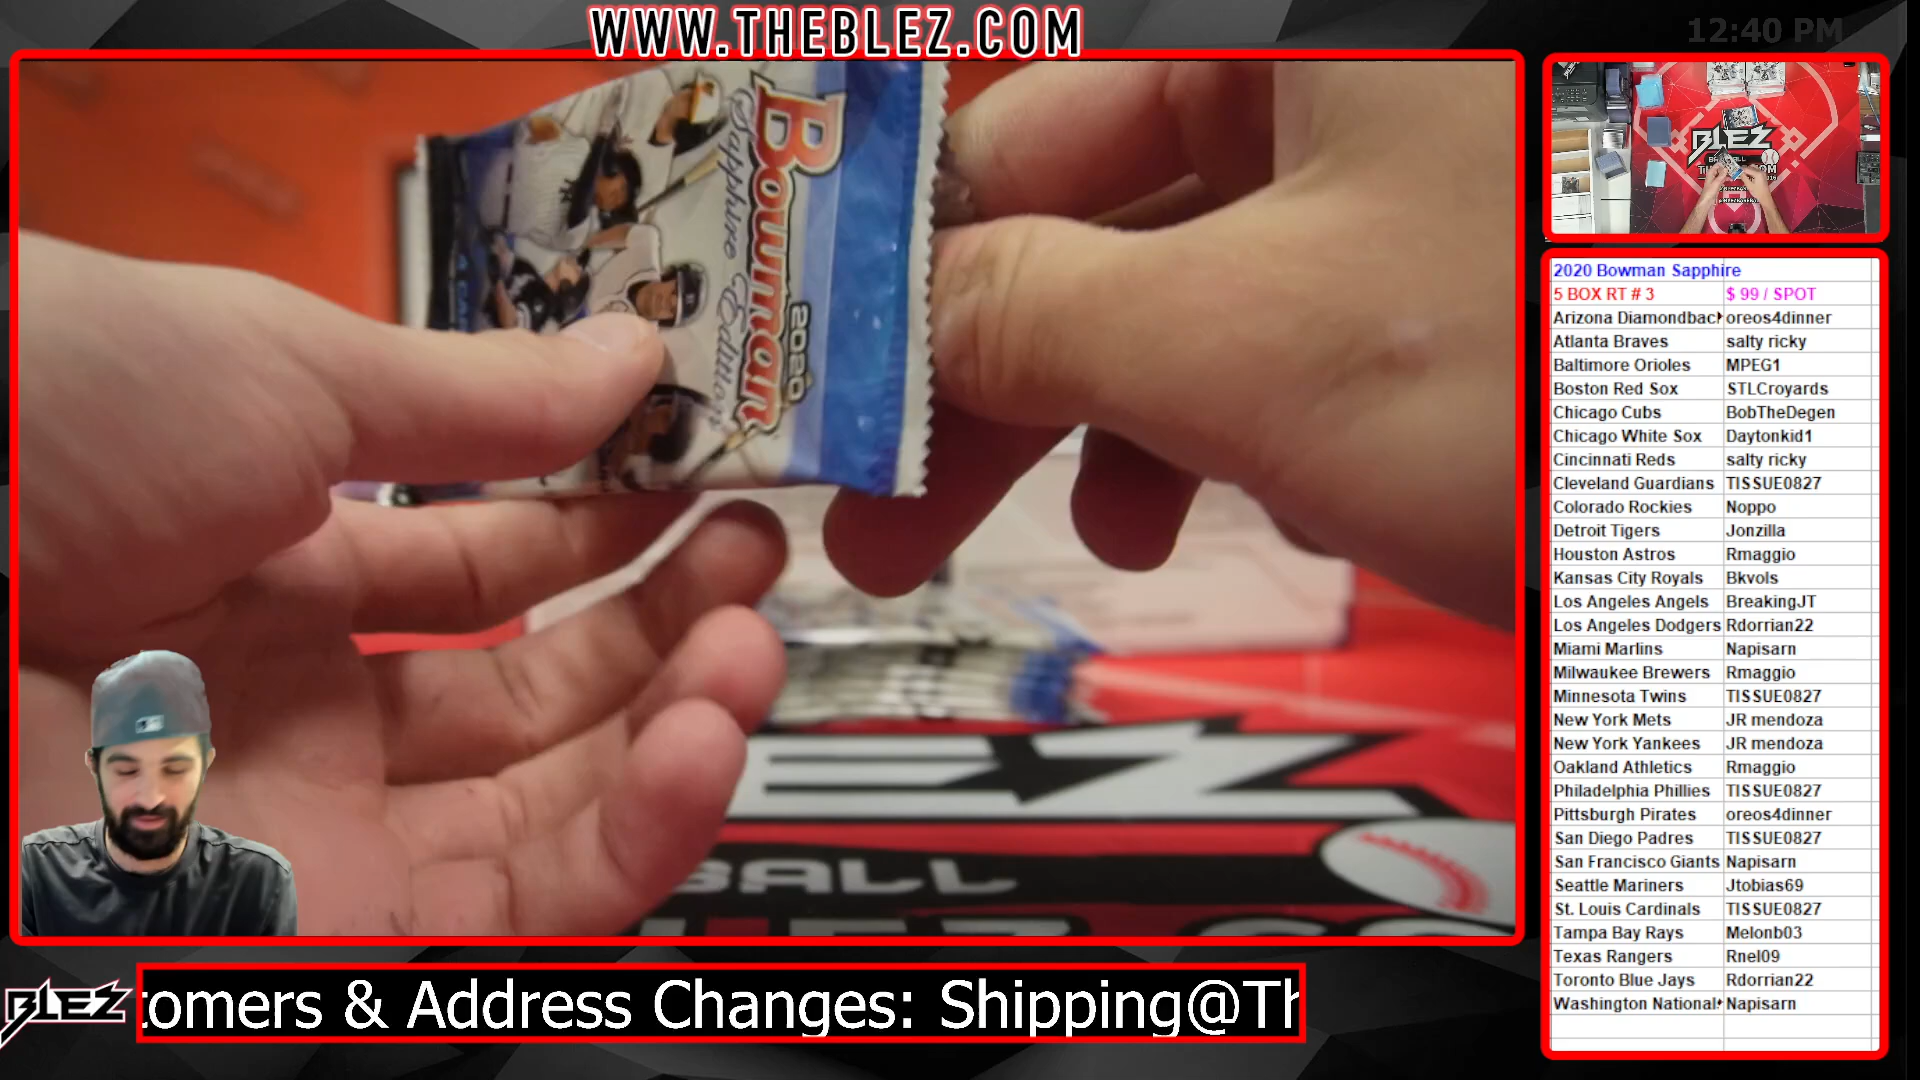 WWW.THEBLEZ.COM
12:40 PM
Bowman
Sapphire Edition
2020
BLEZ
2020 Bowman Sapphire
5 BOX RT # 3 $ 99 / SPOT
Arizona Diamondbac oreos4dinner
Atlanta Braves salty ricky
Baltimore Orioles MPEG1
Boston Red Sox STLCroyards
Chicago Cubs BobTheDegen
Chicago White Sox Daytonkid1
Cincinnati Reds salty ricky
Cleveland Guardians TISSUE0827
Colorado Rockies Noppo
Detroit Tigers Jonzilla
Houston Astros Rmaggio
Kansas City Royals Bkvols
Los Angeles Angels BreakingJT
Los Angeles Dodgers Rdorrian22
Miami Marlins Napisarn
Milwaukee Brewers Rmaggio
Minnesota Twins TISSUE0827
New York Mets JR mendoza
New York Yankees JR mendoza
Oakland Athletics Rmaggio
Philadelphia Phillies TISSUE0827
Pittsburgh Pirates oreos4dinner
San Diego Padres TISSUE0827
San Francisco Giants Napisarn
Seattle Mariners Jtobias69
St. Louis Cardinals TISSUE0827
Tampa Bay Rays Melonb03
Texas Rangers Rnel09
Toronto Blue Jays Rdorrian22
Washington National Napisarn
EZ
BALL
BLEZ
tomers & Address Changes: Shipping@Th